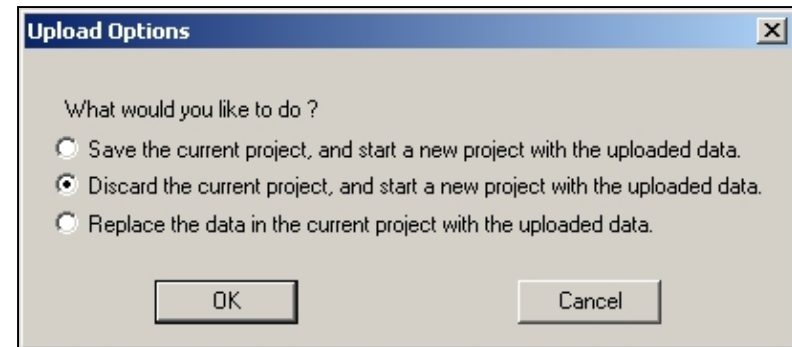 Upload Options
What would you like to do ?
Save the current project, and start a new project with the uploaded data.
Discard the current project, and start a new project with the uploaded data.
Replace the data in the current project with the uploaded data.
OK Cancel